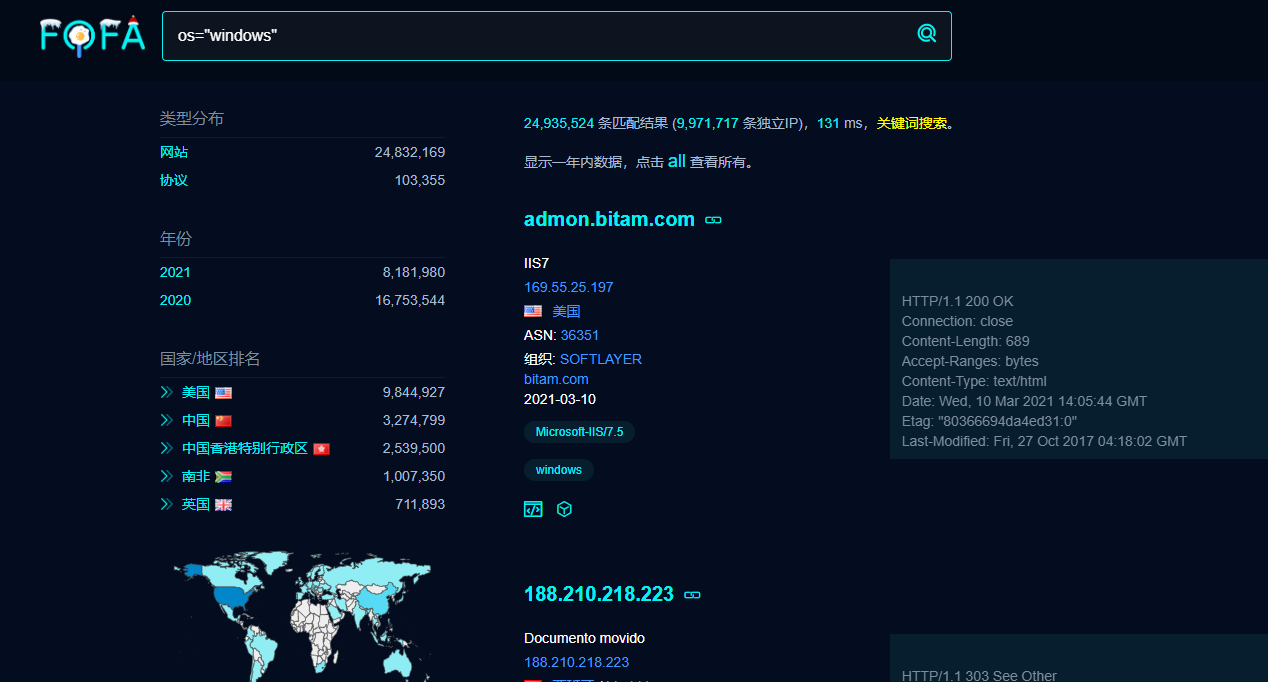 FOFA
os="windows"
类型分布
网站 24,832,169
协议 103,355
年份
2021 8,181,980
2020 16,753,544
国家/地区排名
美国 9,844,927
中国 3,274,799
中国香港特别行政区 2,539,500
南非 1,007,350
英国 711,893
24,935,524 条匹配结果 (9,971,717 条独立IP)，131 ms，关键词搜索。
显示一年内数据，点击 all 查看所有。
admon.bitam.com
IIS7
169.55.25.197
美国
ASN: 36351
组织: SOFTLAYER
bitam.com
2021-03-10
Microsoft-IIS/7.5
windows
HTTP/1.1 200 OK
Connection: close
Content-Length: 689
Accept-Ranges: bytes
Content-Type: text/html
Date: Wed, 10 Mar 2021 14:05:44 GMT
Etag: "80366694da4ed31:0"
Last-Modified: Fri, 27 Oct 2017 04:18:02 GMT
188.210.218.223
Documento movido
188.210.218.223
HTTP/1.1 303 See Other